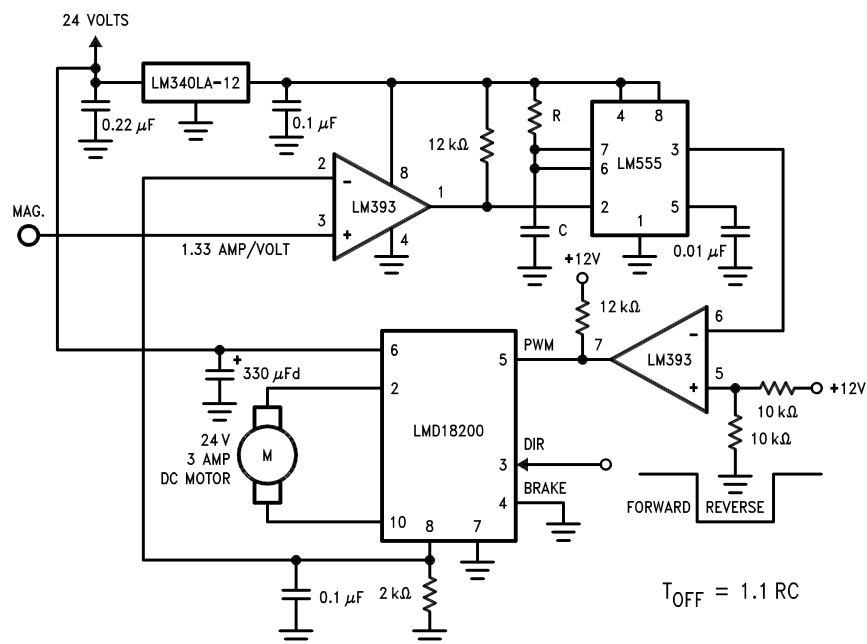 24 VOLTS
LM340LA-12
0.22 μF
0.1 μF
12 kΩ
R
4
8
7
6
LM555
3
2
5
1
C
0.01 μF
2
8
1
LM393
MAG.
3
4
1.33 AMP/VOLT
+12V
12 kΩ
6
330 μFd
2
PWM
5
7
LM393
6
5
+12V
10 kΩ
10 kΩ
24 V
3 AMP
DC MOTOR
M
LMD18200
DIR
3
BRAKE
4
10
8
7
FORWARD
REVERSE
0.1 μF
2 kΩ
TOFF = 1.1 RC